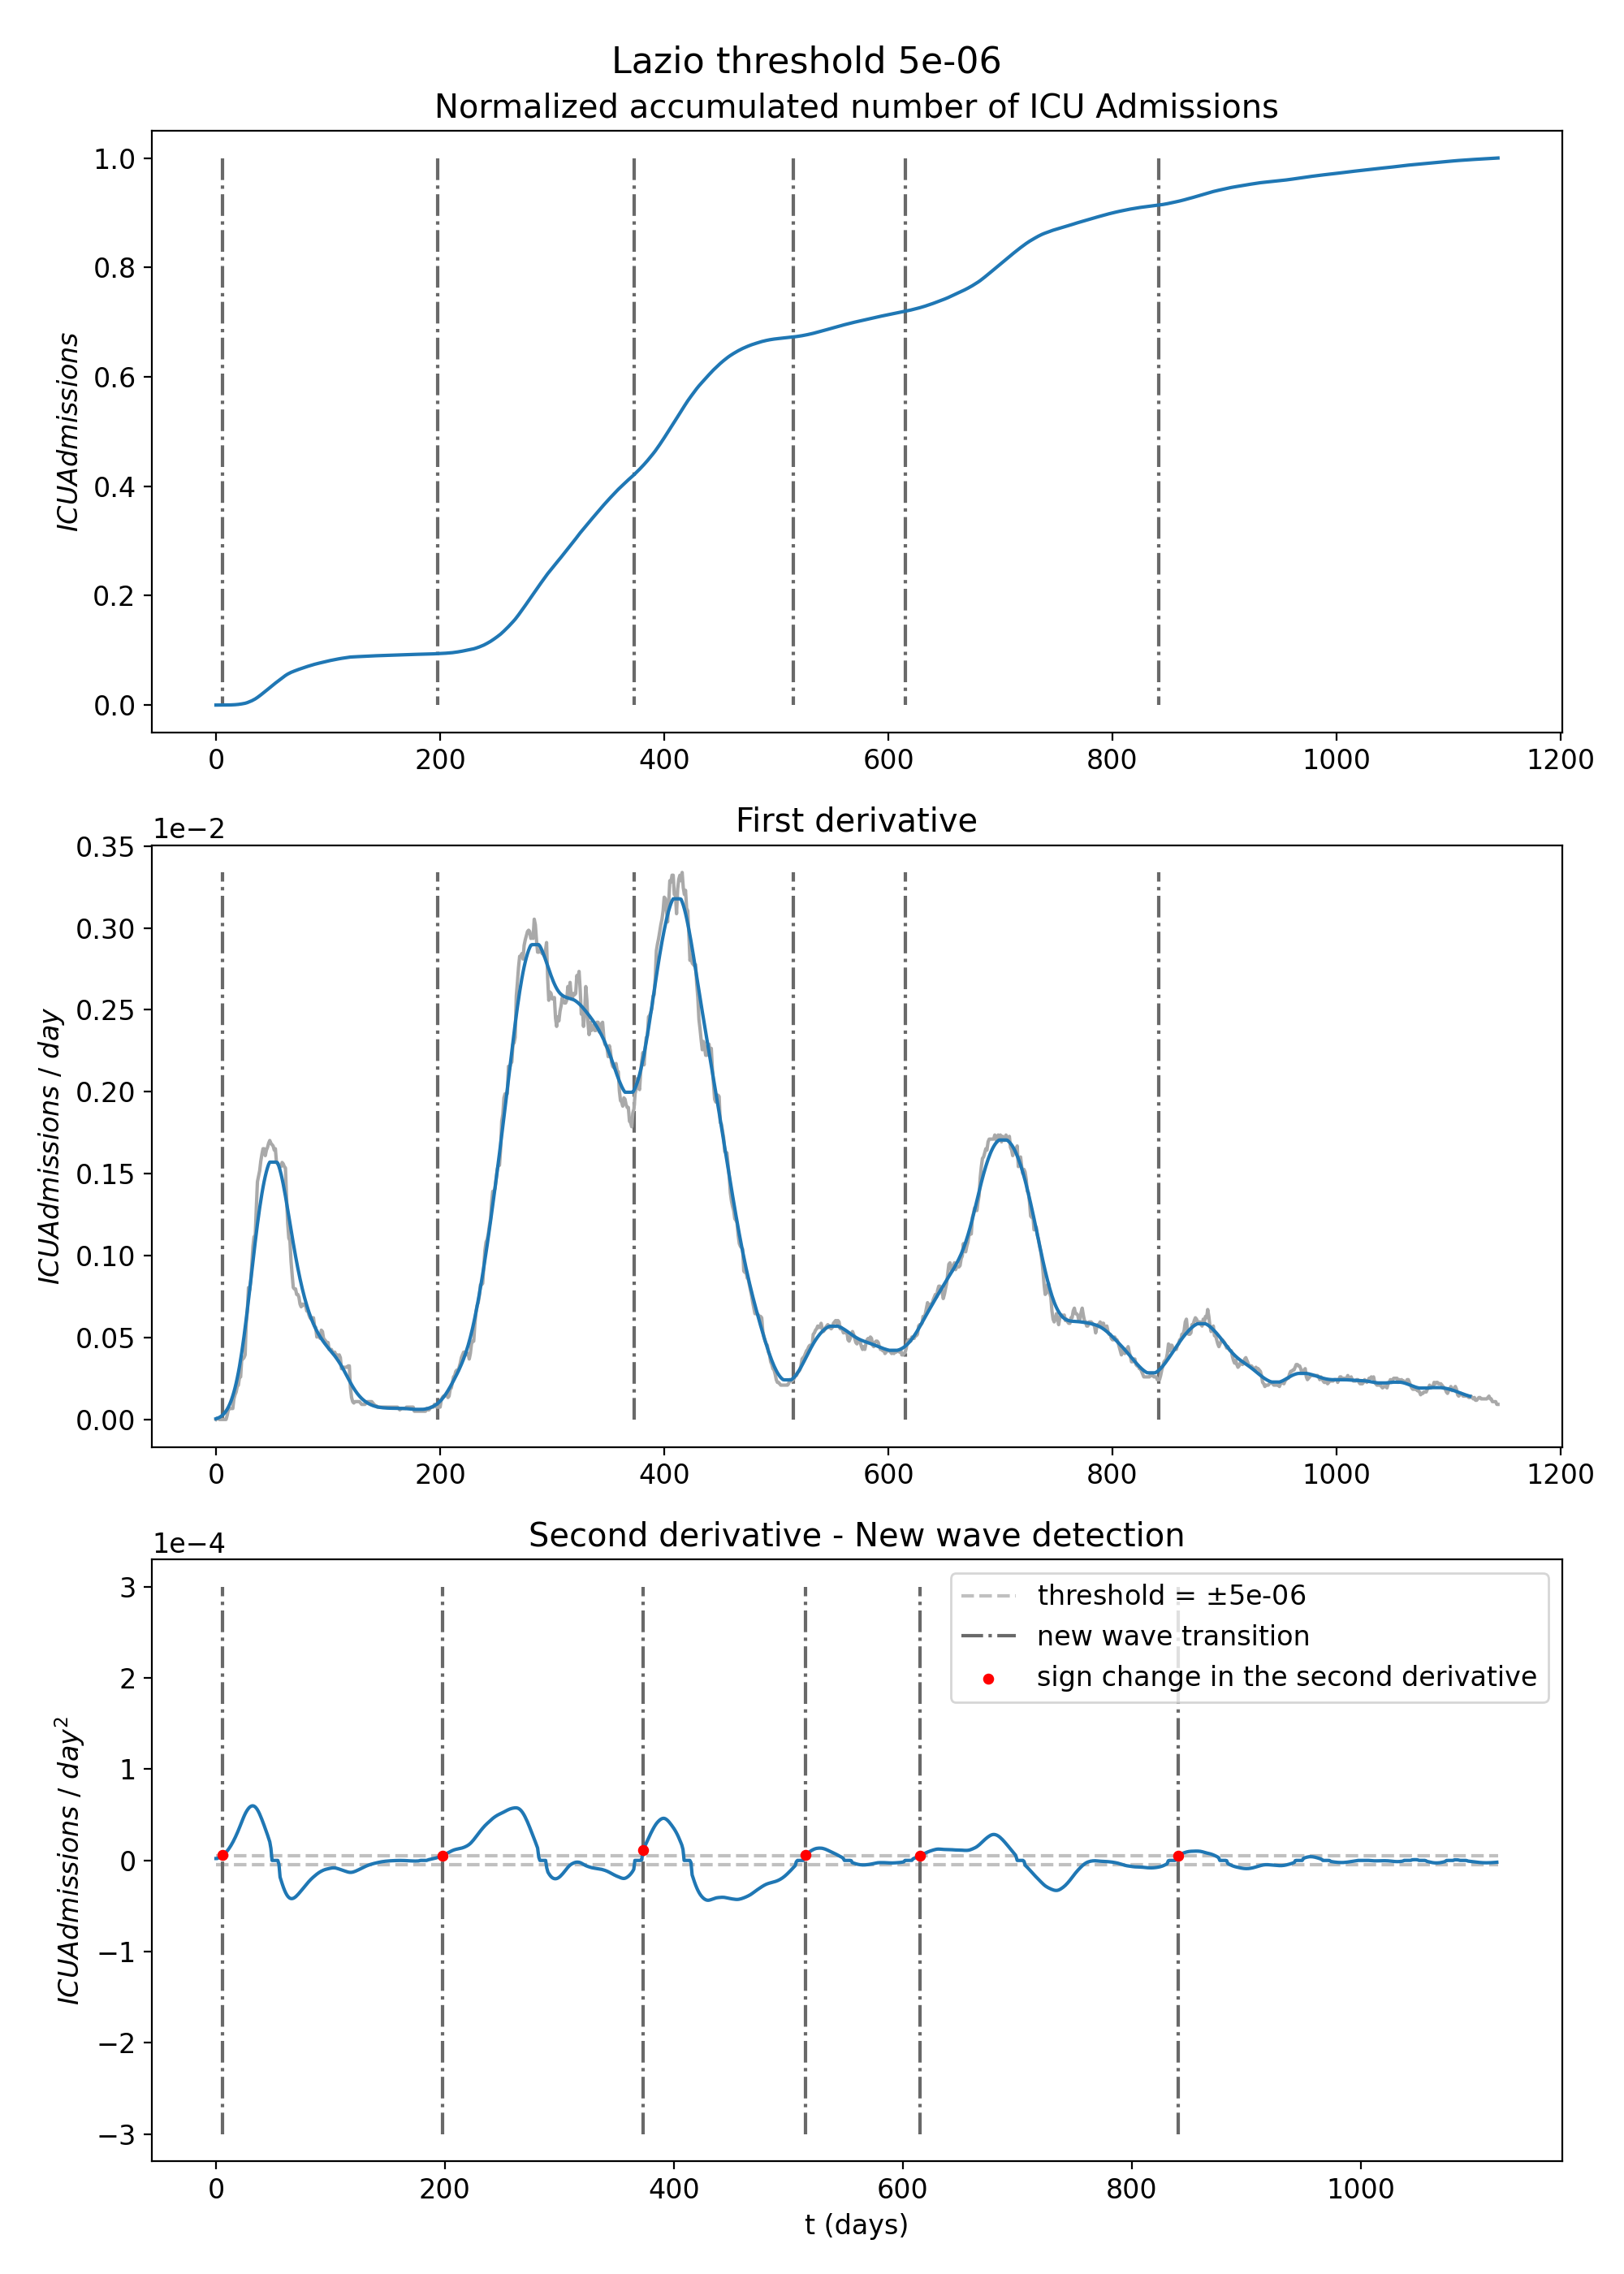 Lazio threshold 5e-06
Normalized accumulated number of ICU Admissions
1.0
0.8
0.6
0.4
0.2
0.0
ICUAdmissions
0 200 400 600 800 1000 1200
First derivative
1e−2
0.35
0.30
0.25
0.20
0.15
0.10
0.05
0.00
ICUAdmissions / day
0 200 400 600 800 1000 1200
Second derivative - New wave detection
1e−4
threshold = ±5e-06
new wave transition
sign change in the second derivative
3
2
1
0
−1
−2
−3
ICUAdmissions / day²
0 200 400 600 800 1000
t (days)